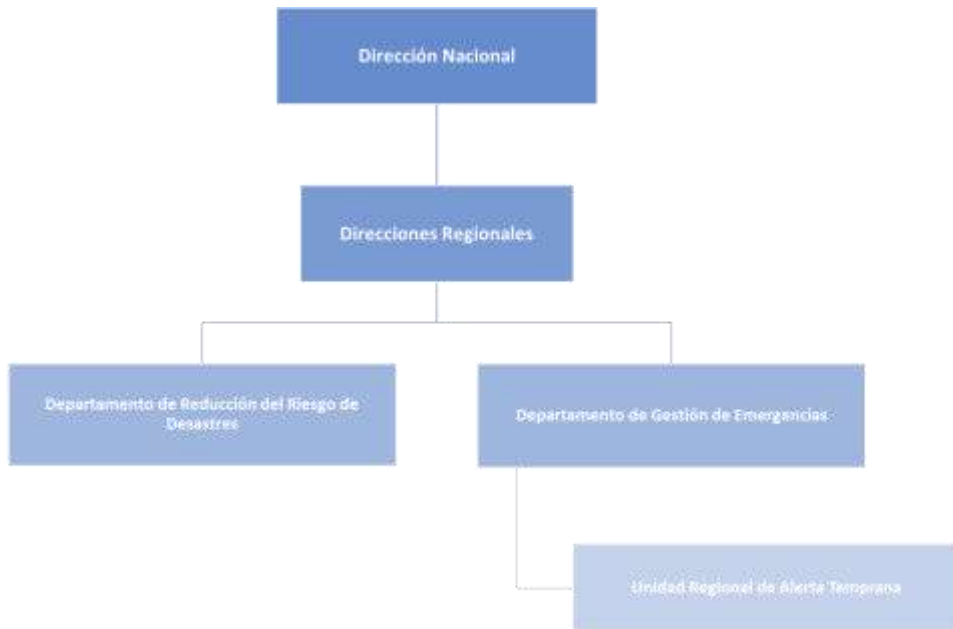 Dirección Nacional
Direcciones Regionales
Departamento de Reducción del Riesgo de
Desastres
Departamento de Gestión de Emergencias
Unidad Regional de Alerta Temprana